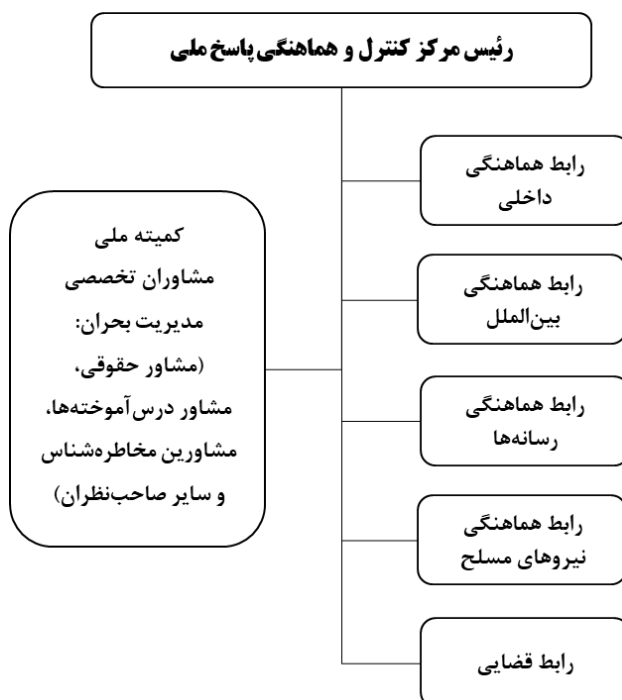 رئیس مرکز کنترل و هماهنگی پاسخ ملی
رابط هماهنگی
داخلی
رابط هماهنگی
بین‌الملل
رابط هماهنگی
رسانه‌ها
رابط هماهنگی
نیروهای مسلح
رابط قضایی
کمیته ملی
مشاوران تخصصی
مدیریت بحران:
(مشاور حقوقی،
مشاور درس‌آموخته‌ها،
مشاورین مخاطره‌شناس
و سایر صاحب‌نظران)